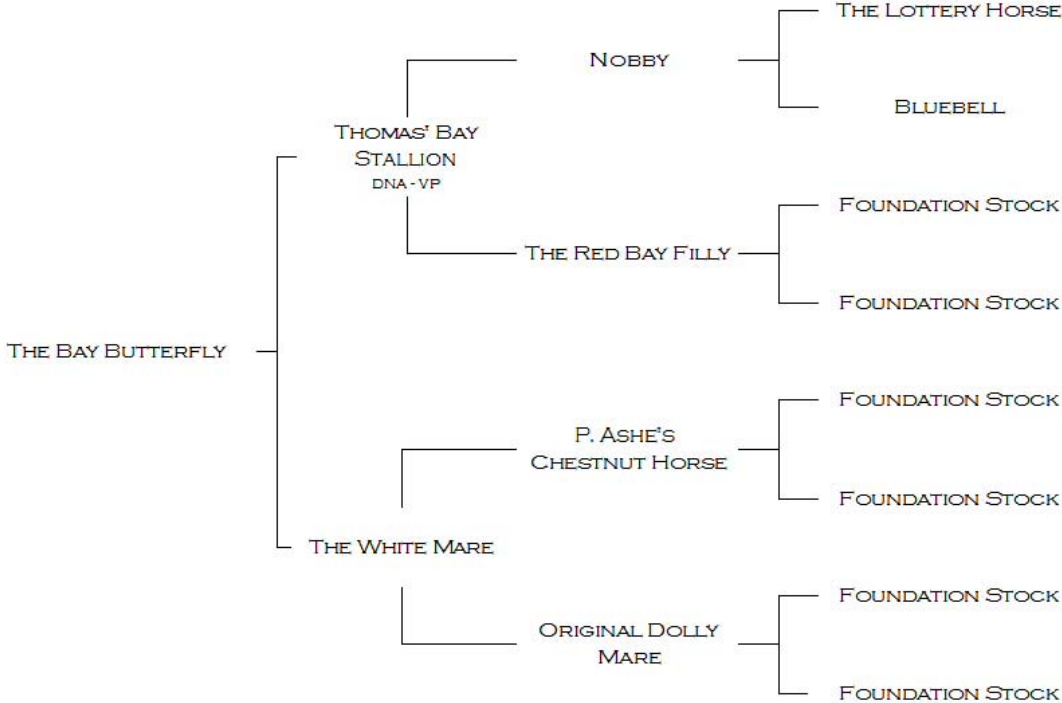 The Lottery Horse
Nobby
Bluebell
Thomas' Bay
Stallion
DNA - VP
Foundation Stock
The Red Bay Filly
Foundation Stock
The Bay Butterfly
Foundation Stock
P. Ashe's
Chestnut Horse
Foundation Stock
The White Mare
Foundation Stock
Original Dolly
Mare
Foundation Stock